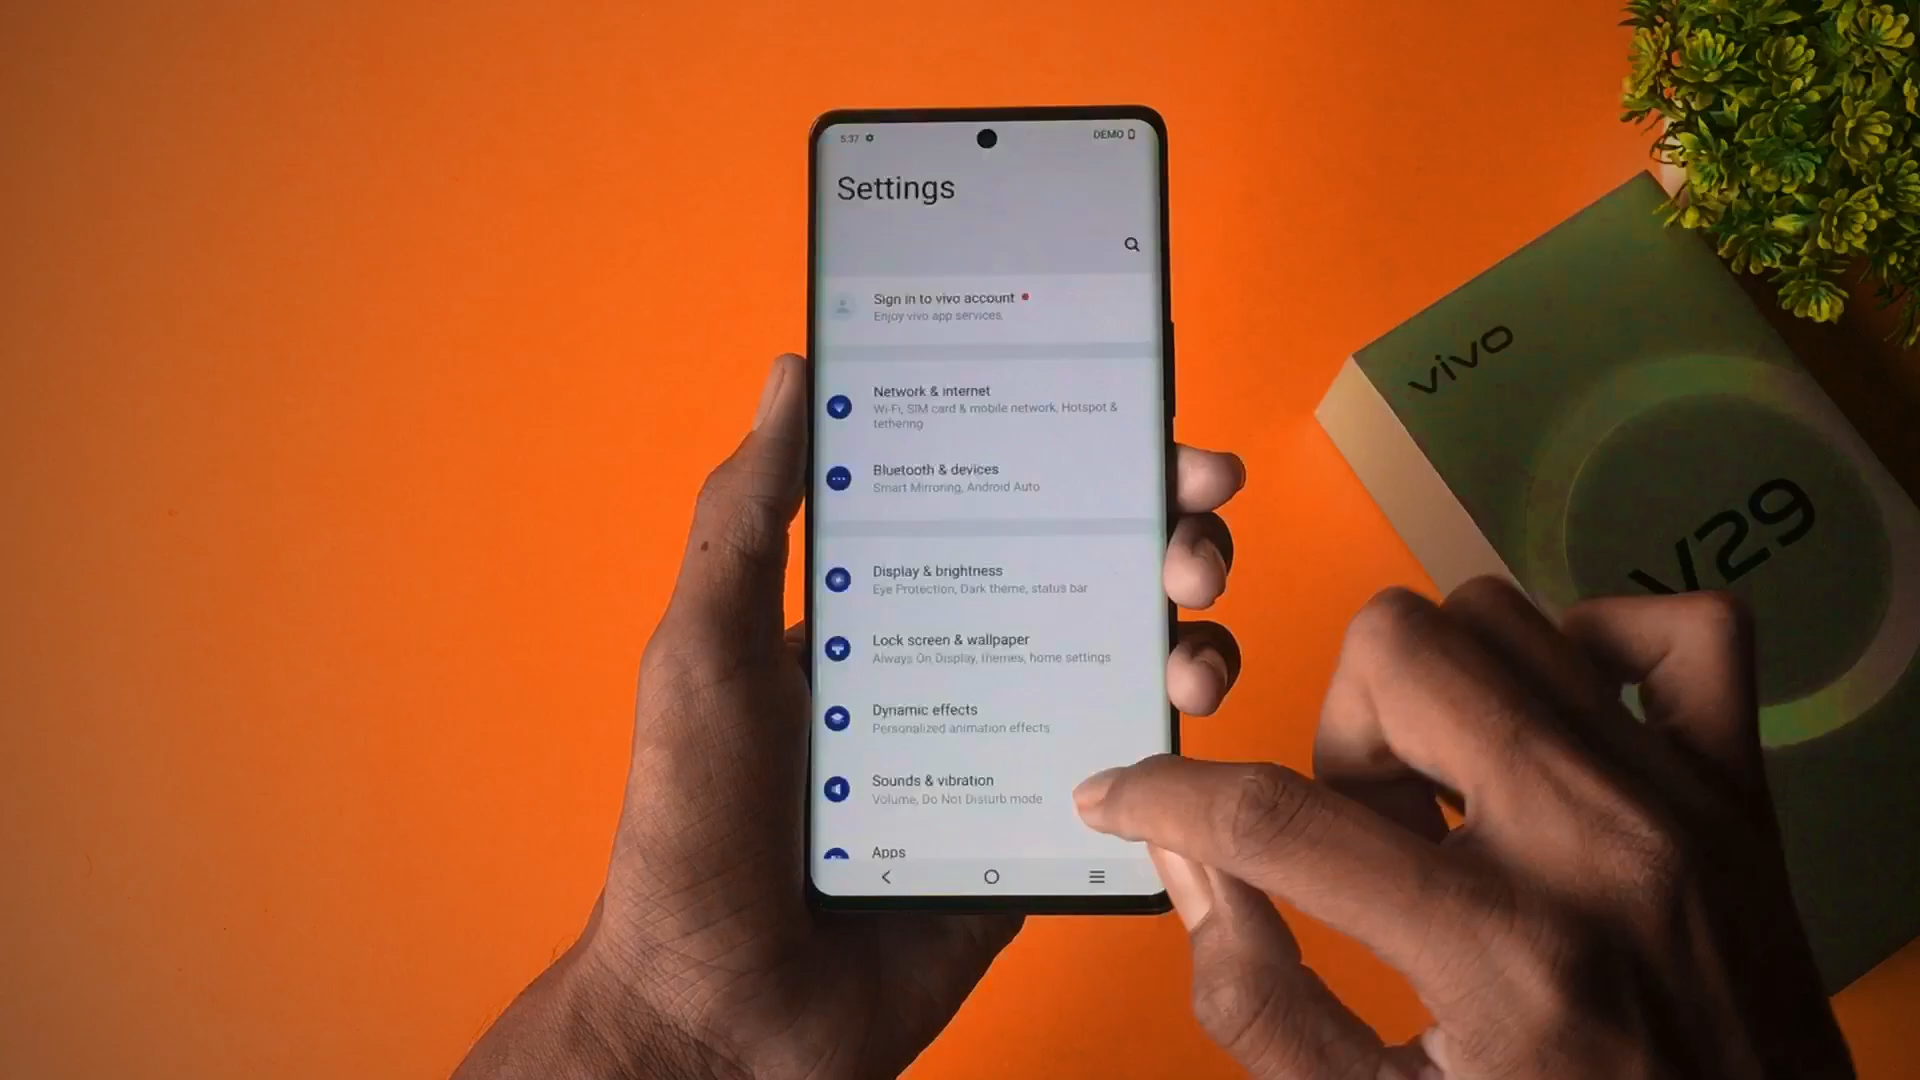 5:37
DEMO
Settings
Sign in to vivo account
Enjoy vivo app services
Network & internet
Wi-Fi, SIM card & mobile network, Hotspot &
tethering
Bluetooth & devices
Smart Mirroring, Android Auto
Display & brightness
Eye Protection, Dark theme, status bar
Lock screen & wallpaper
Always On Display, themes, home settings
Dynamic effects
Personalized animation effects
Sounds & vibration
Volume, Do Not Disturb mode
Apps
vivo
V29